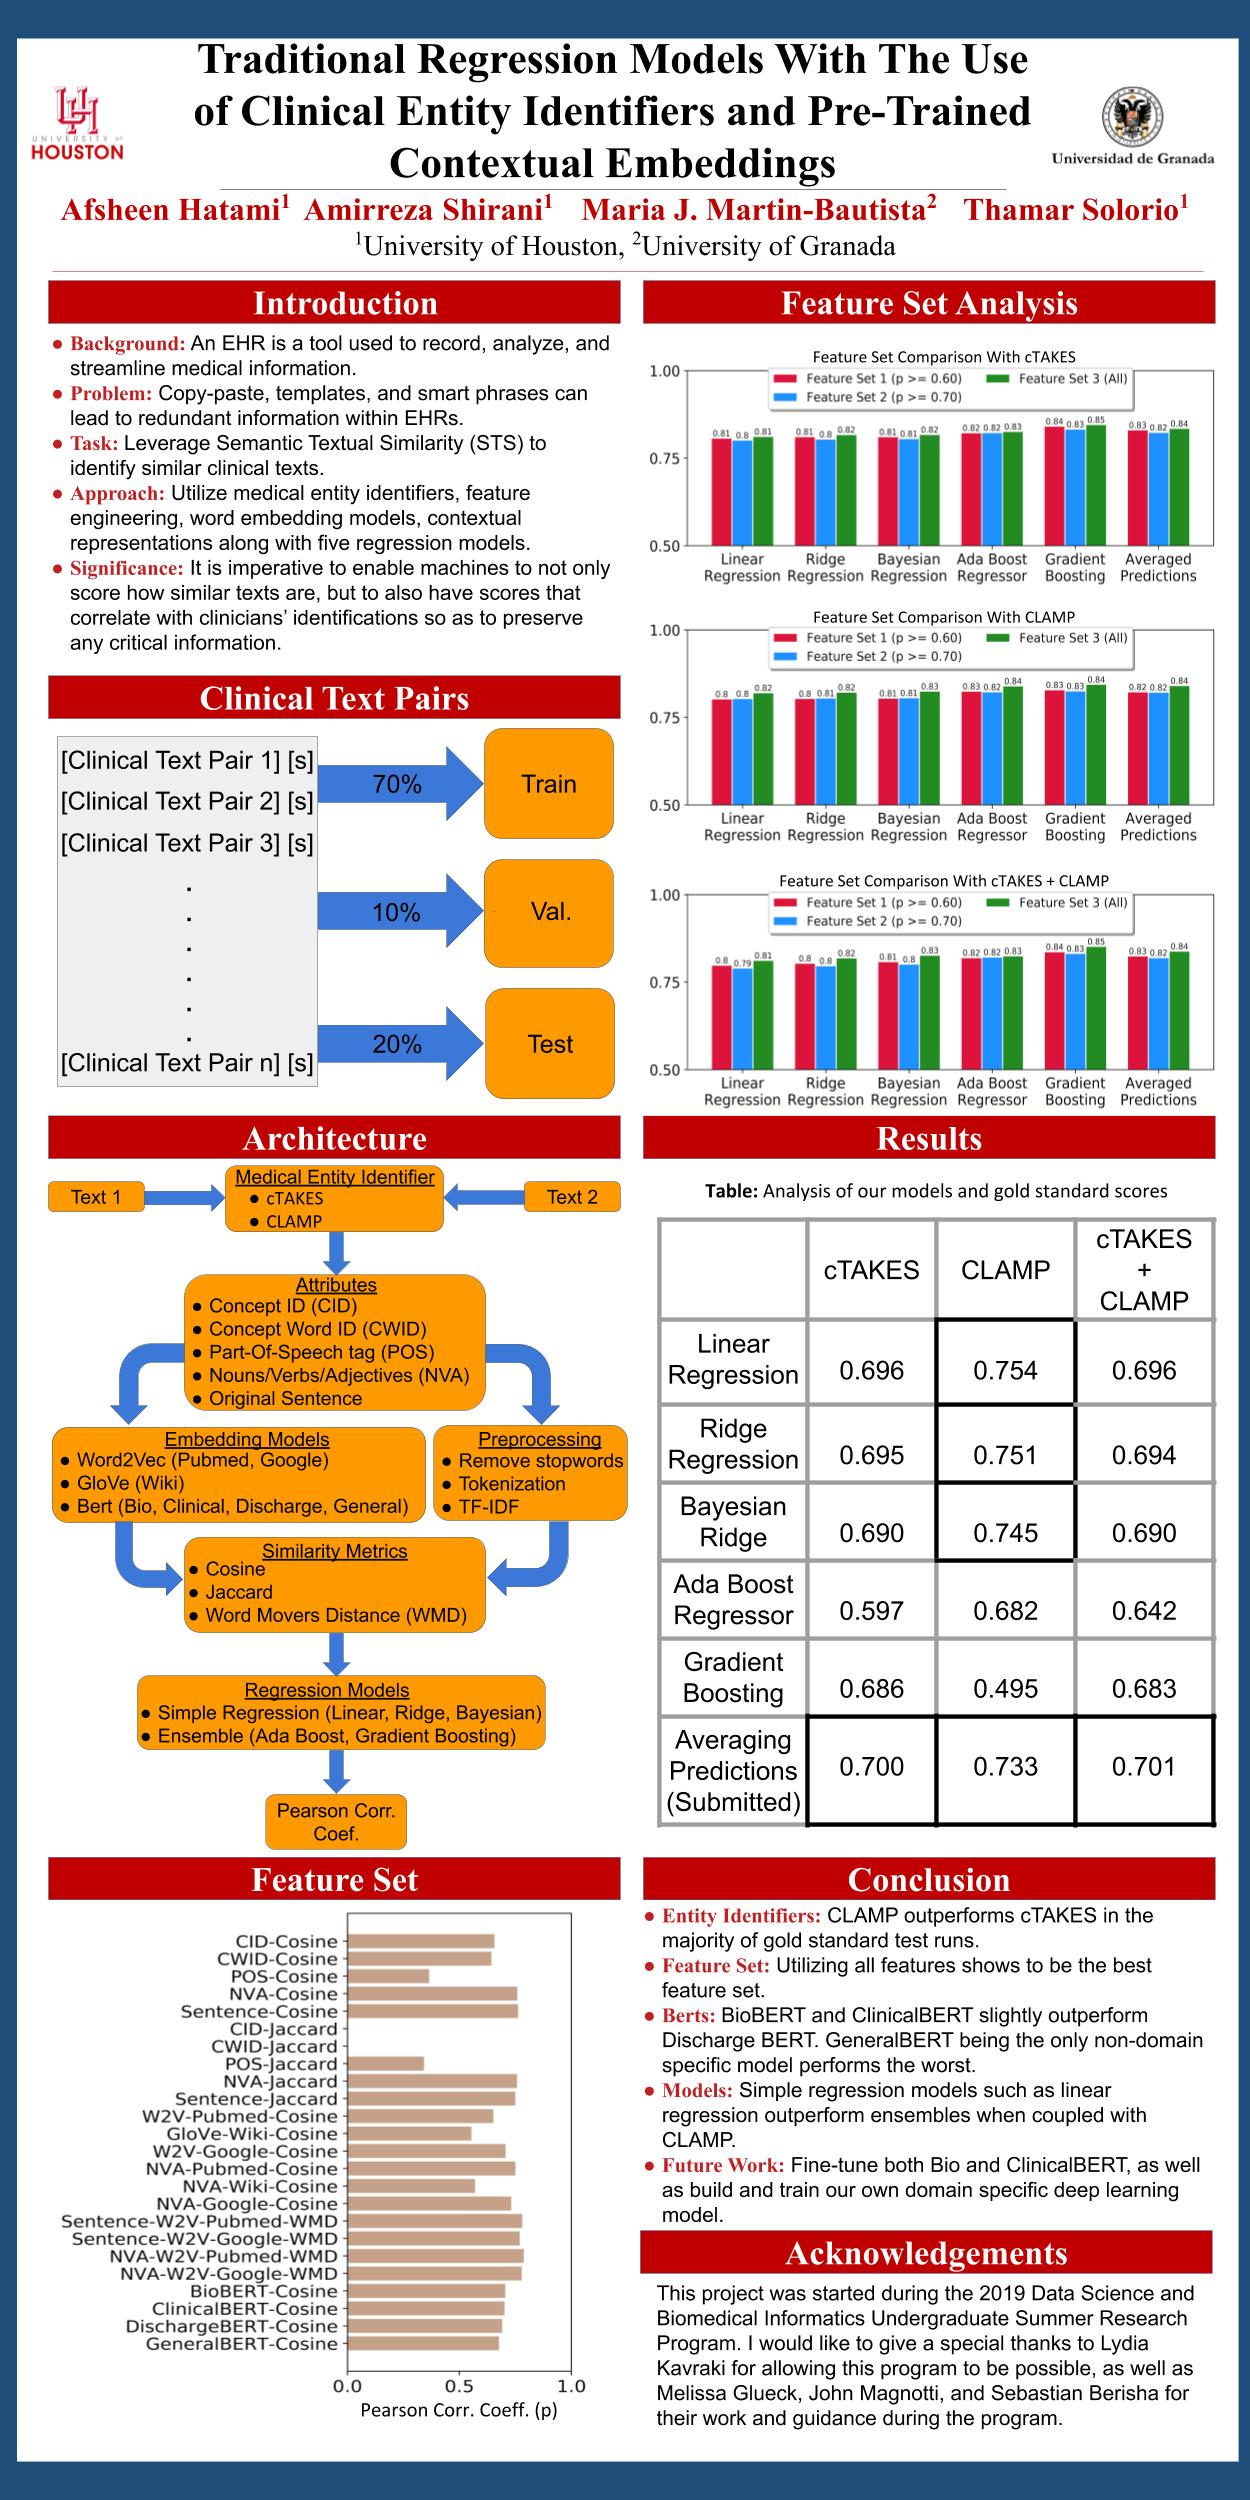 Traditional Regression Models With The Use
of Clinical Entity Identifiers and Pre-Trained
Contextual Embeddings
UNIVERSITY of
HOUSTON
Universidad de Granada
Afsheen Hatami¹ Amirreza Shirani¹ Maria J. Martin-Bautista² Thamar Solorio¹
¹University of Houston, ²University of Granada
Introduction
● Background: An EHR is a tool used to record, analyze, and
streamline medical information.
● Problem: Copy-paste, templates, and smart phrases can
lead to redundant information within EHRs.
● Task: Leverage Semantic Textual Similarity (STS) to
identify similar clinical texts.
● Approach: Utilize medical entity identifiers, feature
engineering, word embedding models, contextual
representations along with five regression models.
● Significance: It is imperative to enable machines to not only
score how similar texts are, but to also have scores that
correlate with clinicians’ identifications so as to preserve
any critical information.
Clinical Text Pairs
[Clinical Text Pair 1] [s]
[Clinical Text Pair 2] [s]
[Clinical Text Pair 3] [s]
.
.
.
.
.
.
[Clinical Text Pair n] [s]
70%
Train
10%
Val.
20%
Test
Architecture
Text 1
Medical Entity Identifier
● cTAKES
● CLAMP
Text 2
Attributes
● Concept ID (CID)
● Concept Word ID (CWID)
● Part-Of-Speech tag (POS)
● Nouns/Verbs/Adjectives (NVA)
● Original Sentence
Embedding Models
● Word2Vec (Pubmed, Google)
● GloVe (Wiki)
● Bert (Bio, Clinical, Discharge, General)
Preprocessing
● Remove stopwords
● Tokenization
● TF-IDF
Similarity Metrics
● Cosine
● Jaccard
● Word Movers Distance (WMD)
Regression Models
● Simple Regression (Linear, Ridge, Bayesian)
● Ensemble (Ada Boost, Gradient Boosting)
Pearson Corr.
Coef.
Feature Set
CID-Cosine
CWID-Cosine
POS-Cosine
NVA-Cosine
Sentence-Cosine
CID-Jaccard
CWID-Jaccard
POS-Jaccard
NVA-Jaccard
Sentence-Jaccard
W2V-Pubmed-Cosine
GloVe-Wiki-Cosine
W2V-Google-Cosine
NVA-Pubmed-Cosine
NVA-Wiki-Cosine
NVA-Google-Cosine
Sentence-W2V-Pubmed-WMD
Sentence-W2V-Google-WMD
NVA-W2V-Pubmed-WMD
NVA-W2V-Google-WMD
BioBERT-Cosine
ClinicalBERT-Cosine
DischargeBERT-Cosine
GeneralBERT-Cosine
0.0 0.5 1.0
Pearson Corr. Coeff. (p)
Feature Set Analysis
Feature Set Comparison With cTAKES
Feature Set 1 (p >= 0.60) Feature Set 3 (All)
Feature Set 2 (p >= 0.70)
1.00
0.75
0.50
0.81 0.8 0.81 0.81 0.8 0.82 0.81 0.81 0.82 0.82 0.82 0.83 0.84 0.83 0.85 0.83 0.82 0.84
Linear Ridge Bayesian Ada Boost Gradient Averaged
Regression Regression Regression Regressor Boosting Predictions
Feature Set Comparison With CLAMP
Feature Set 1 (p >= 0.60) Feature Set 3 (All)
Feature Set 2 (p >= 0.70)
1.00
0.75
0.50
0.8 0.8 0.82 0.8 0.81 0.82 0.81 0.81 0.83 0.83 0.82 0.84 0.83 0.83 0.84 0.82 0.82 0.84
Linear Ridge Bayesian Ada Boost Gradient Averaged
Regression Regression Regression Regressor Boosting Predictions
Feature Set Comparison With cTAKES + CLAMP
Feature Set 1 (p >= 0.60) Feature Set 3 (All)
Feature Set 2 (p >= 0.70)
1.00
0.75
0.50
0.8 0.79 0.81 0.8 0.8 0.82 0.81 0.8 0.83 0.82 0.82 0.83 0.84 0.83 0.85 0.83 0.82 0.84
Linear Ridge Bayesian Ada Boost Gradient Averaged
Regression Regression Regression Regressor Boosting Predictions
Results
Table: Analysis of our models and gold standard scores
cTAKES CLAMP cTAKES
+
CLAMP
Linear
Regression 0.696 0.754 0.696
Ridge
Regression 0.695 0.751 0.694
Bayesian
Ridge 0.690 0.745 0.690
Ada Boost
Regressor 0.597 0.682 0.642
Gradient
Boosting 0.686 0.495 0.683
Averaging
Predictions 0.700 0.733 0.701
(Submitted)
Conclusion
● Entity Identifiers: CLAMP outperforms cTAKES in the
majority of gold standard test runs.
● Feature Set: Utilizing all features shows to be the best
feature set.
● Berts: BioBERT and ClinicalBERT slightly outperform
Discharge BERT. GeneralBERT being the only non-domain
specific model performs the worst.
● Models: Simple regression models such as linear
regression outperform ensembles when coupled with
CLAMP.
● Future Work: Fine-tune both Bio and ClinicalBERT, as well
as build and train our own domain specific deep learning
model.
Acknowledgements
This project was started during the 2019 Data Science and
Biomedical Informatics Undergraduate Summer Research
Program. I would like to give a special thanks to Lydia
Kavraki for allowing this program to be possible, as well as
Melissa Glueck, John Magnotti, and Sebastian Berisha for
their work and guidance during the program.